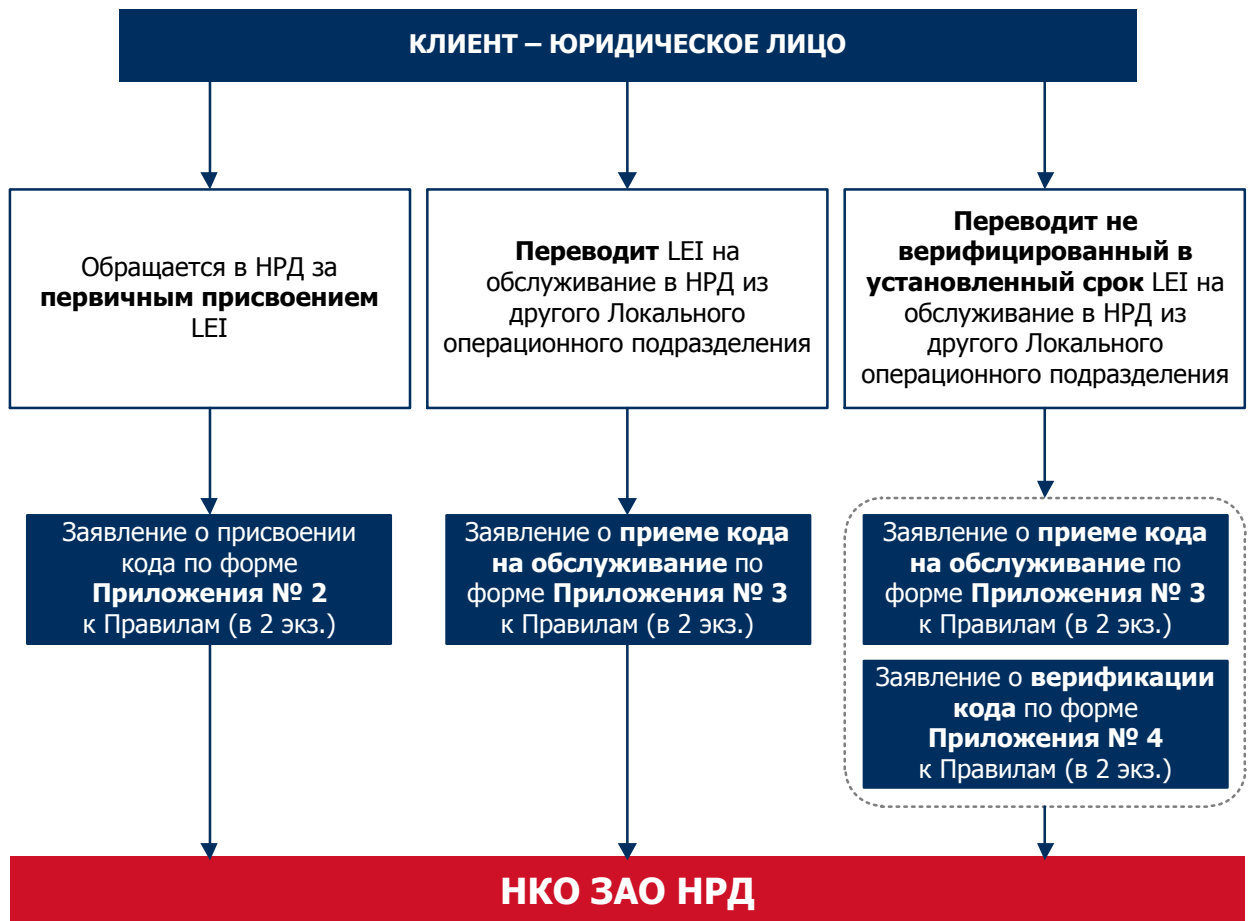 КЛИЕНТ – ЮРИДИЧЕСКОЕ ЛИЦО
Обращается в НРД за
первичным присвоением
LEI
Переводит LEI на
обслуживание в НРД из
другого Локального
операционного подразделения
Переводит не
верифицированный в
установленный срок LEI на
обслуживание в НРД из
другого Локального
операционного подразделения
Заявление о присвоении
кода по форме
Приложения № 2
к Правилам (в 2 экз.)
Заявление о приеме кода
на обслуживание по
форме Приложения № 3
к Правилам (в 2 экз.)
Заявление о приеме кода
на обслуживание по
форме Приложения № 3
к Правилам (в 2 экз.)
Заявление о верификации
кода по форме
Приложения № 4
к Правилам (в 2 экз.)
НКО ЗАО НРД